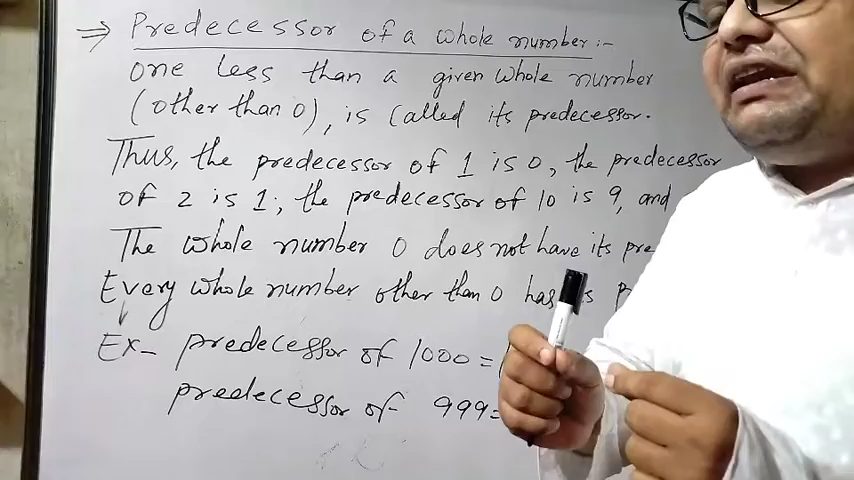 ⇒ Predecessor of a whole number :-
one less than a given whole number
(other than 0), is called its predecessor.
Thus, the predecessor of 1 is 0, the predecessor
of 2 is 1; the predecessor of 10 is 9, and
The whole number 0 does not have its pre
Every whole number other than 0 has
Ex- predecessor of 1000 =
predecessor of 999 =